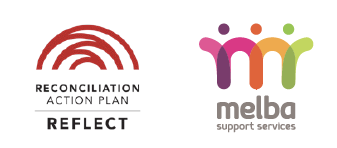 RECONCILIATION
ACTION PLAN
REFLECT
melba
support services